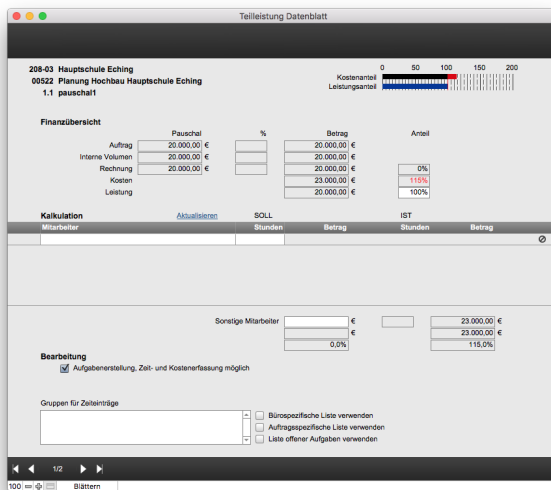 Teilleistung Datenblatt
208-03 Hauptschule Eching
00522 Planung Hochbau Hauptschule Eching
1.1 pauschal1
0 50 100 150 200
Kostenanteil
Leistungsanteil
Finanzübersicht
Pauschal % Betrag Anteil
Auftrag 20.000,00 € 20.000,00 €
Interne Volumen 20.000,00 € 20.000,00 €
Rechnung 20.000,00 € 20.000,00 € 0%
Kosten 23.000,00 € 115%
Leistung 20.000,00 € 100%
Kalkulation Aktualisieren SOLL IST
Mitarbeiter Stunden Betrag Stunden Betrag
Sonstige Mitarbeiter € 23.000,00 €
€ 23.000,00 €
0,0% 115,0%
Bearbeitung
Aufgabenerstellung, Zeit- und Kostenerfassung möglich
Gruppen für Zeiteinträge
Bürospezifische Liste verwenden
Auftragsspezifische Liste verwenden
Liste offener Aufgaben verwenden
1/2
100 Blättern